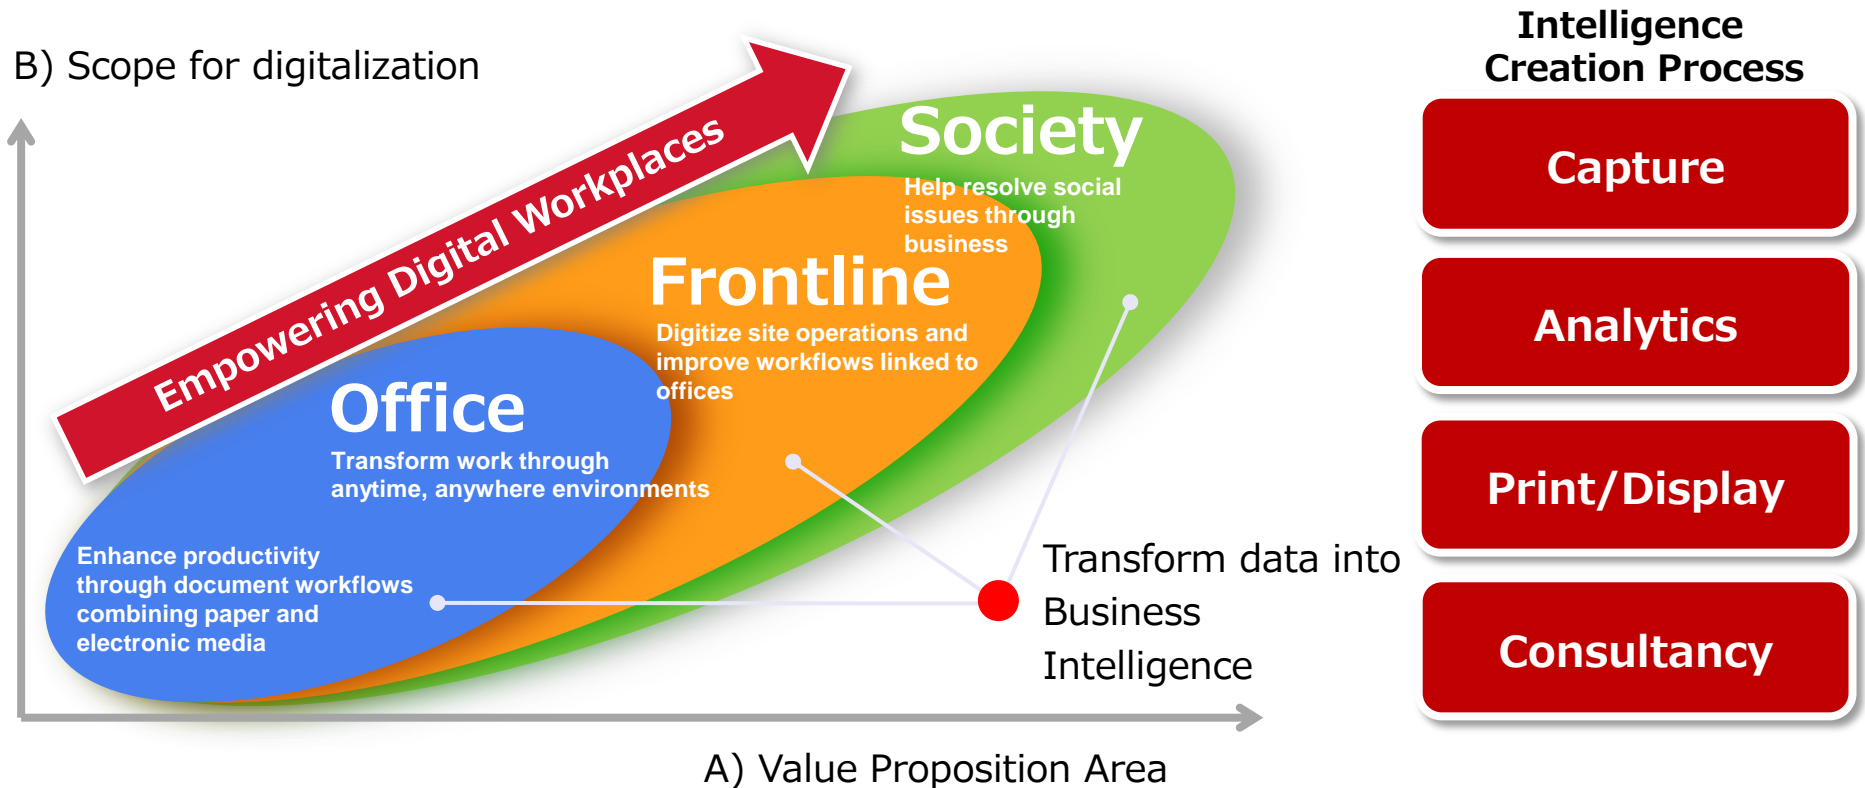 B) Scope for digitalization
Empowering Digital Workplaces
Society
Help resolve social
issues through
business
Frontline
Digitize site operations and
improve workflows linked to
offices
Office
Transform work through
anytime, anywhere environments
Enhance productivity
through document workflows
combining paper and
electronic media
Transform data into
Business
Intelligence
A) Value Proposition Area
Intelligence
Creation Process
Capture
Analytics
Print/Display
Consultancy